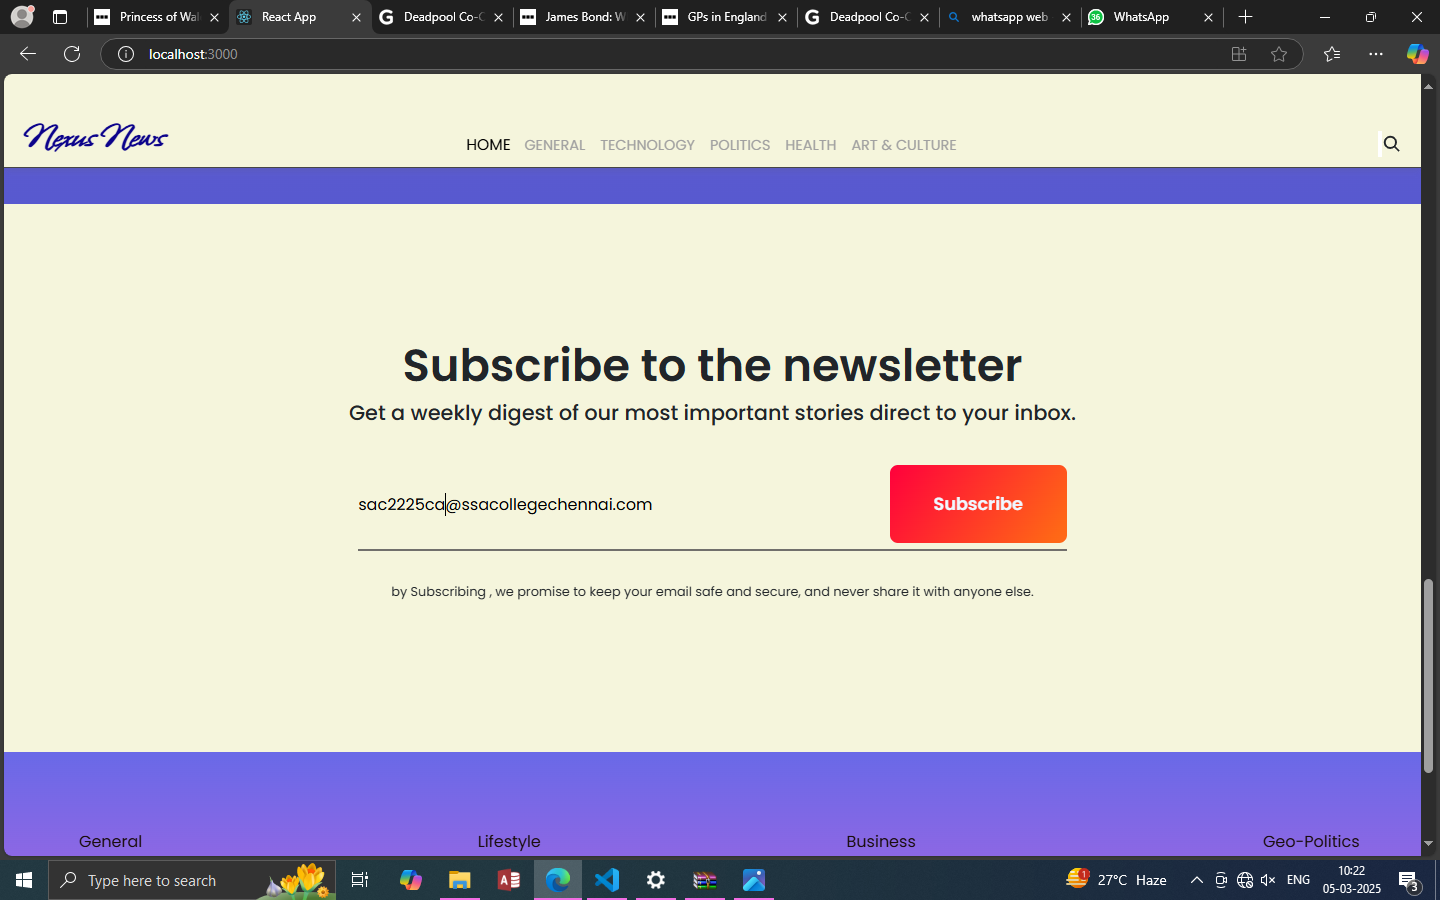 Princess of Wal
React App
Deadpool Co-C
James Bond: W
GPs in England
Deadpool Co-C
whatsapp web
36
WhatsApp
localhost:3000
Nexus News
HOME GENERAL TECHNOLOGY POLITICS HEALTH ART & CULTURE
Subscribe to the newsletter
Get a weekly digest of our most important stories direct to your inbox.
sac2225ca@ssacollegechennai.com
Subscribe
by Subscribing , we promise to keep your email safe and secure, and never share it with anyone else.
General Lifestyle Business Geo-Politics
Type here to search
1
27°C Haze
ENG
10:22
05-03-2025
3